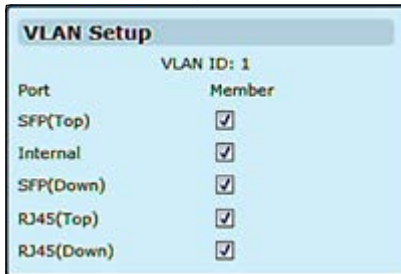 VLAN Setup
VLAN ID: 1
Port Member
SFP(Top)
Internal
SFP(Down)
RJ45(Top)
RJ45(Down)